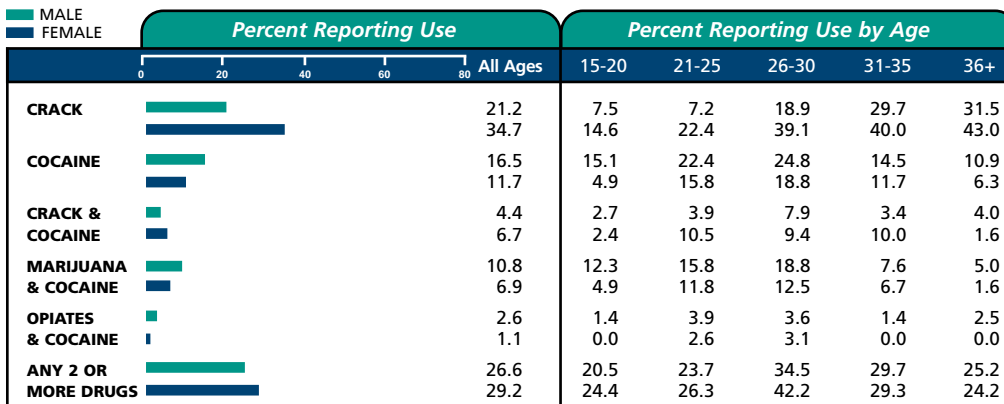 MALE
FEMALE
Percent Reporting Use
Percent Reporting Use by Age
0 20 40 60 80 All Ages 15-20 21-25 26-30 31-35 36+
CRACK 21.2 7.5 7.2 18.9 29.7 31.5
34.7 14.6 22.4 39.1 40.0 43.0
COCAINE 16.5 15.1 22.4 24.8 14.5 10.9
11.7 4.9 15.8 18.8 11.7 6.3
CRACK & 4.4 2.7 3.9 7.9 3.4 4.0
COCAINE 6.7 2.4 10.5 9.4 10.0 1.6
MARIJUANA 10.8 12.3 15.8 18.8 7.6 5.0
& COCAINE 6.9 4.9 11.8 12.5 6.7 1.6
OPIATES 2.6 1.4 3.9 3.6 1.4 2.5
& COCAINE 1.1 0.0 2.6 3.1 0.0 0.0
ANY 2 OR 26.6 20.5 23.7 34.5 29.7 25.2
MORE DRUGS 29.2 24.4 26.3 42.2 29.3 24.2